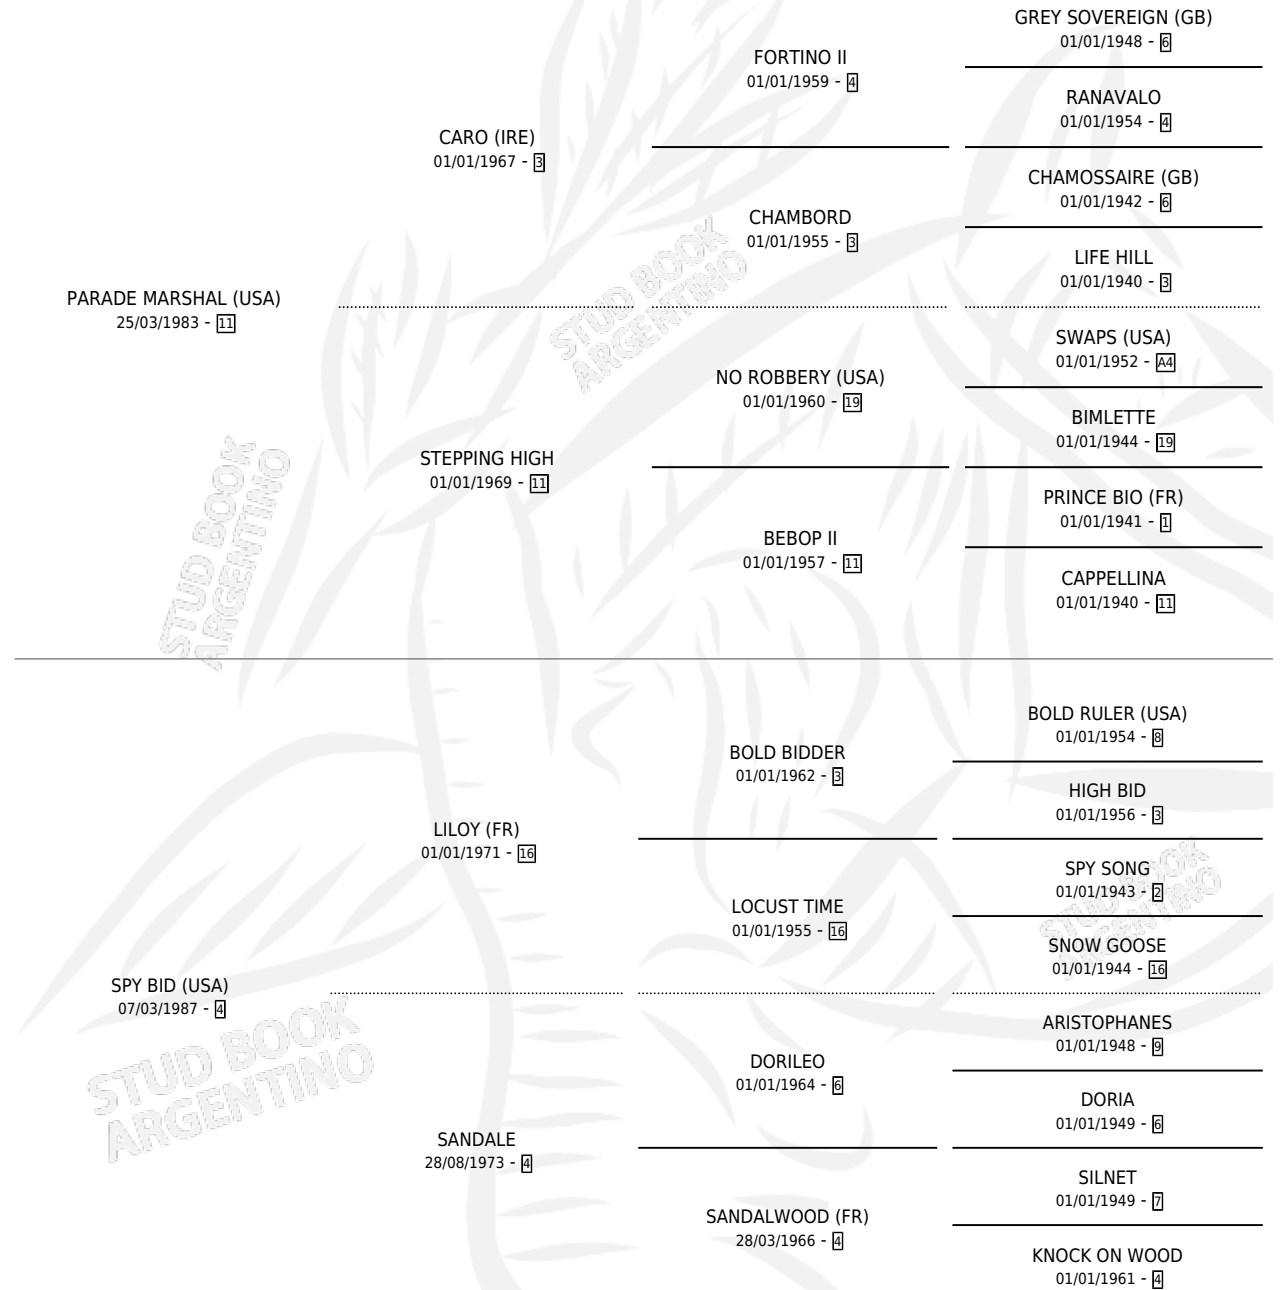 GREY SOVEREIGN (GB)
01/01/1948 - 6
FORTINO II
01/01/1959 - 4
RANAVALO
01/01/1954 - 4
CARO (IRE)
01/01/1967 - 3
CHAMOSSAIRE (GB)
01/01/1942 - 6
CHAMBORD
01/01/1955 - 3
LIFE HILL
01/01/1940 - 3
PARADE MARSHAL (USA)
25/03/1983 - 11
SWAPS (USA)
01/01/1952 - A4
NO ROBBERY (USA)
01/01/1960 - 19
BIMLETTE
01/01/1944 - 19
STEPPING HIGH
01/01/1969 - 11
PRINCE BIO (FR)
01/01/1941 - 1
BEBOP II
01/01/1957 - 11
CAPPELLINA
01/01/1940 - 11
BOLD RULER (USA)
01/01/1954 - 8
BOLD BIDDER
01/01/1962 - 3
HIGH BID
01/01/1956 - 3
LILOY (FR)
01/01/1971 - 16
SPY SONG
01/01/1943 - 2
LOCUST TIME
01/01/1955 - 16
SNOW GOOSE
01/01/1944 - 16
SPY BID (USA)
07/03/1987 - 4
ARISTOPHANES
01/01/1948 - 9
DORILEO
01/01/1964 - 6
DORIA
01/01/1949 - 6
SANDALE
28/08/1973 - 4
SILNET
01/01/1949 - 7
SANDALWOOD (FR)
28/03/1966 - 4
KNOCK ON WOOD
01/01/1961 - 4
STUD BOOK
ARGENTINO
STUD BOOK
ARGENTINO
STUD BOOK
ARGENTINO
STUD BOOK
ARGENTINO